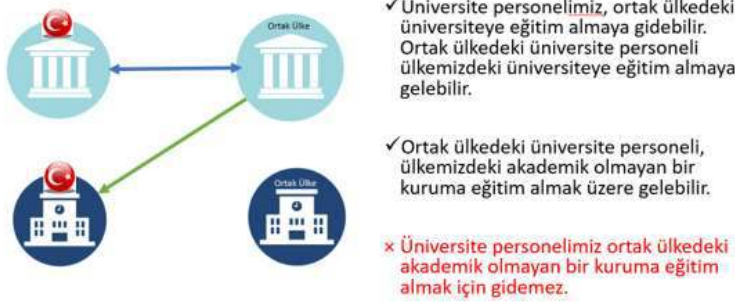 Ortak Ülke
Ortak Ülke
✓Üniversite personelimiz, ortak ülkedeki
üniversiteye eğitim almaya gidebilir.
Ortak ülkedeki üniversite personeli
ülkemizdeki üniversiteye eğitim almaya
gelebilir.
✓Ortak ülkedeki üniversite personeli,
ülkemizdeki akademik olmayan bir
kuruma eğitim almak üzere gelebilir.
× Üniversite personelimiz ortak ülkedeki
akademik olmayan bir kuruma eğitim
almak için gidemez.